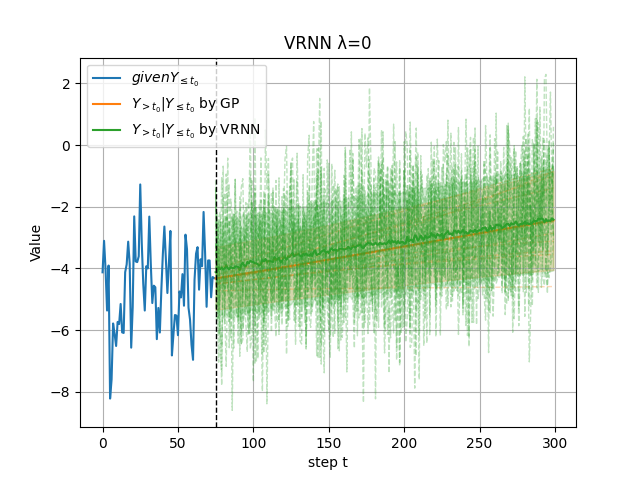 VRNN λ=0
givenY≤t₀
Y>t₀|Y≤t₀ by GP
Y>t₀|Y≤t₀ by VRNN
Value
2
0
−2
−4
−6
−8
0 50 100 150 200 250 300
step t